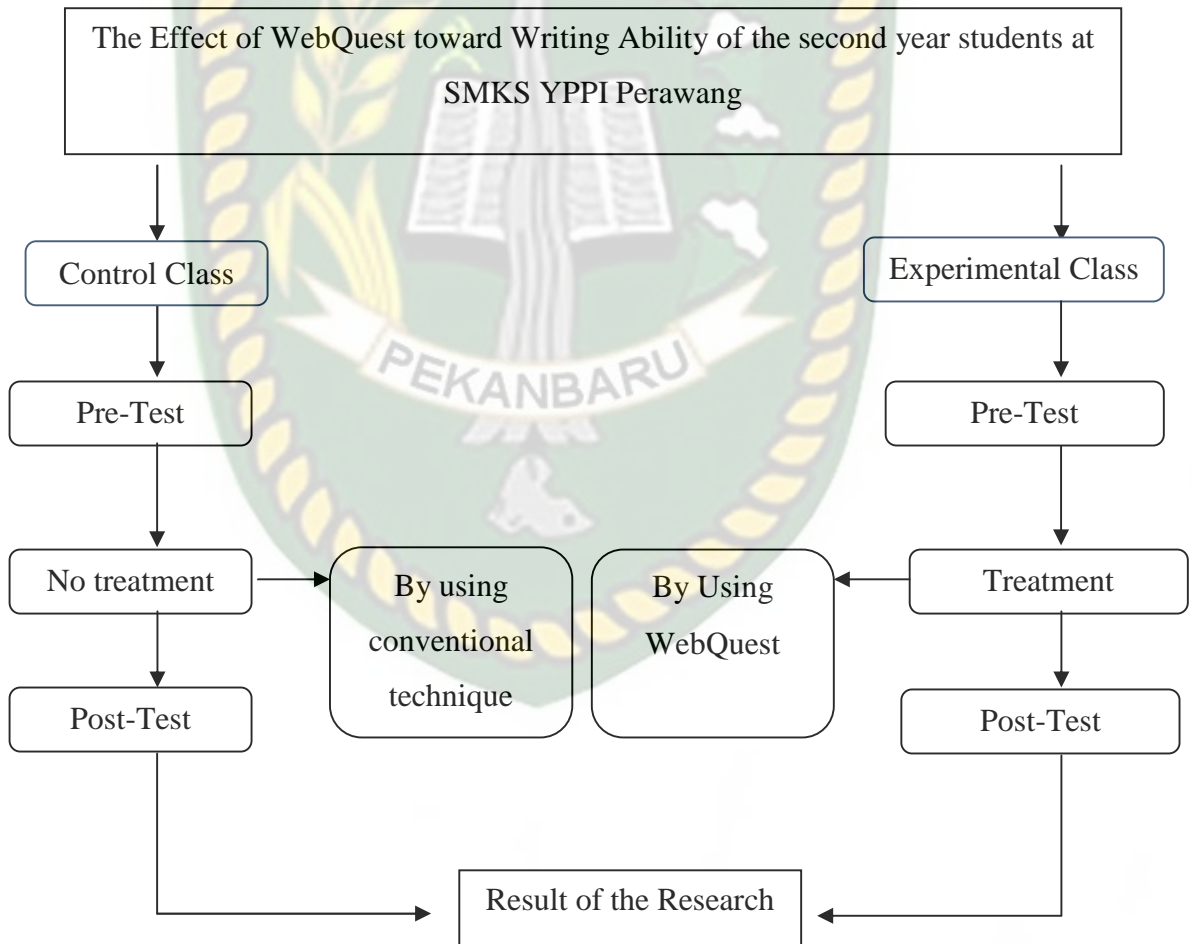 The Effect of WebQuest toward Writing Ability of the second year students at
SMKS YPPI Perawang
Control Class
Experimental Class
PEKANBARU
Pre-Test
Pre-Test
No treatment
By using
conventional
technique
By Using
WebQuest
Treatment
Post-Test
Post-Test
Result of the Research